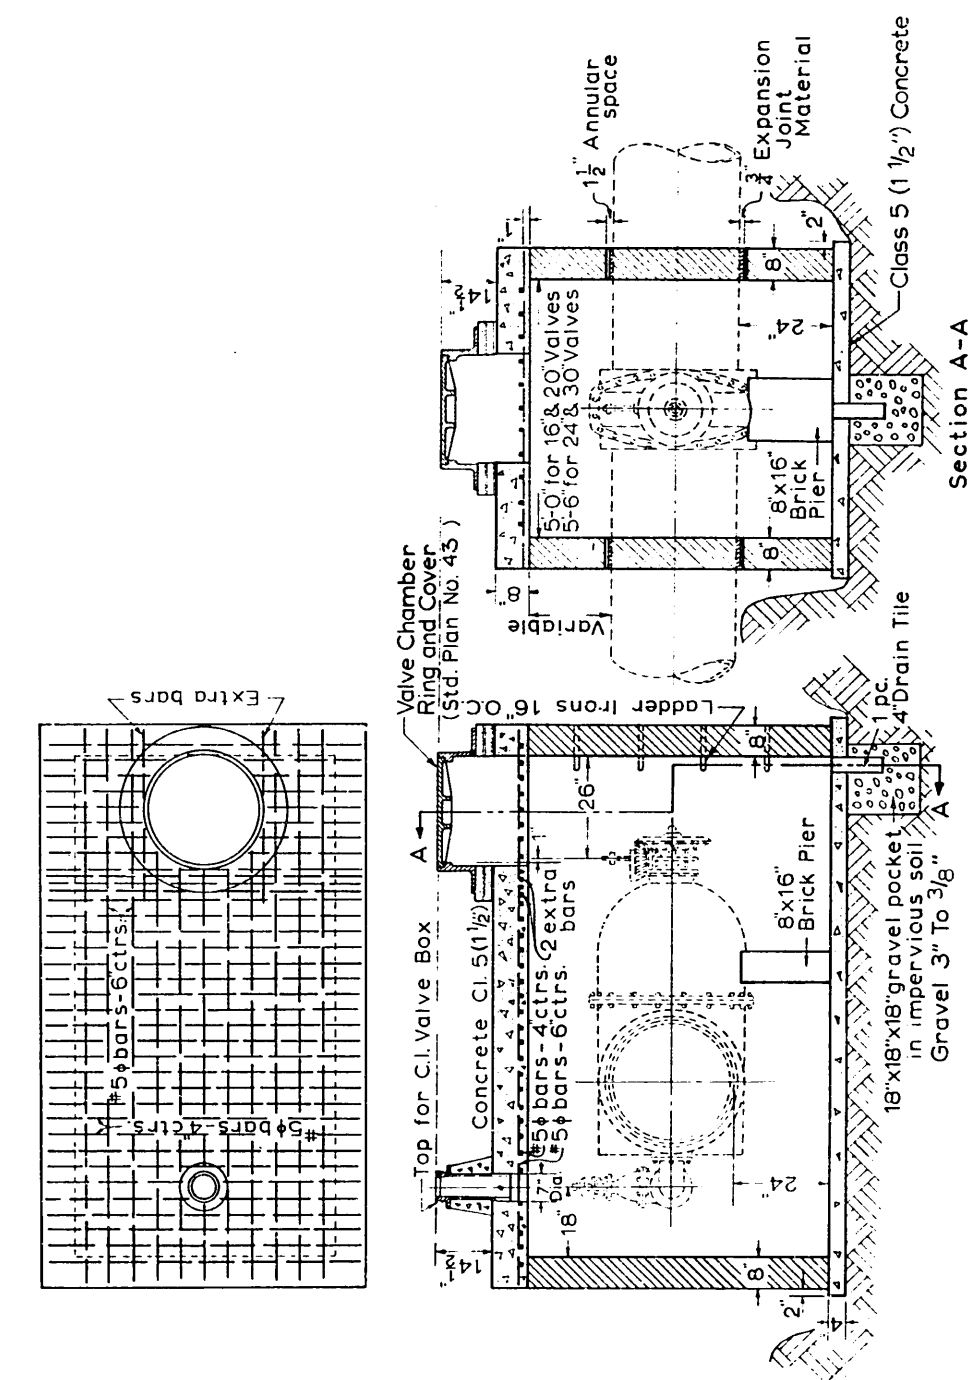 Extra bars
#5ϕbars-6"ctrs.
#5ϕbars-4"ctrs.
Valve Chamber
Ring and Cover
(Std. Plan No. 43)
Top for C.I. Valve Box
14½"
Concrete Cl. 5(1½")
#5ϕ bars-4"ctrs.
#5ϕ bars-6"ctrs.
2 extra
bars
A
1"
26"
Ladder Irons 16" O.C.
7"
Dia.
18"
24"
8"
8"
2"
4
8"x16"
Brick Pier
1 pc.
4" Drain Tile
A
18"x18"x18"gravel pocket
in impervious soil
Gravel 3" To 3/8"
14½"
1"
8"
Variable
5'-0" for 16"& 20" Valves
5'-6" for 24"& 30" Valves
1½" Annular
space
¾" Expansion
Joint
Material
24"
8"
8"
2"
8"x16"
Brick
Pier
Class 5 (1½") Concrete
Section A-A